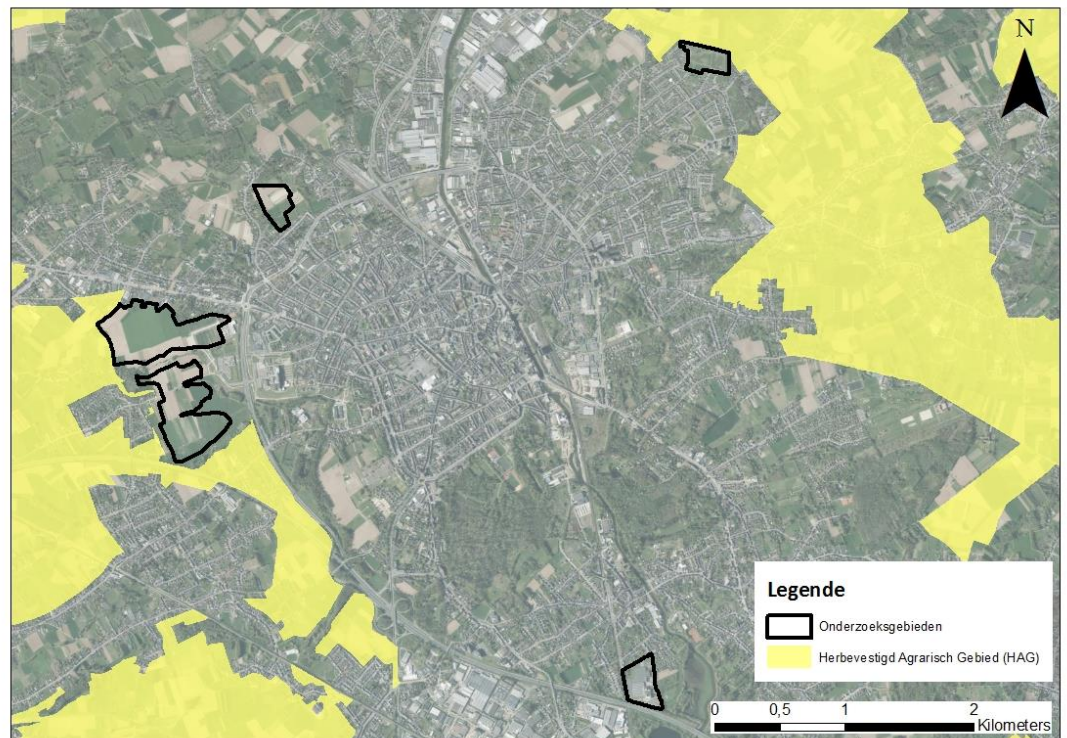 N
Legende
Onderzoeksgebieden
Herbevestigd Agrarisch Gebied (HAG)
0 0,5 1 2
Kilometers